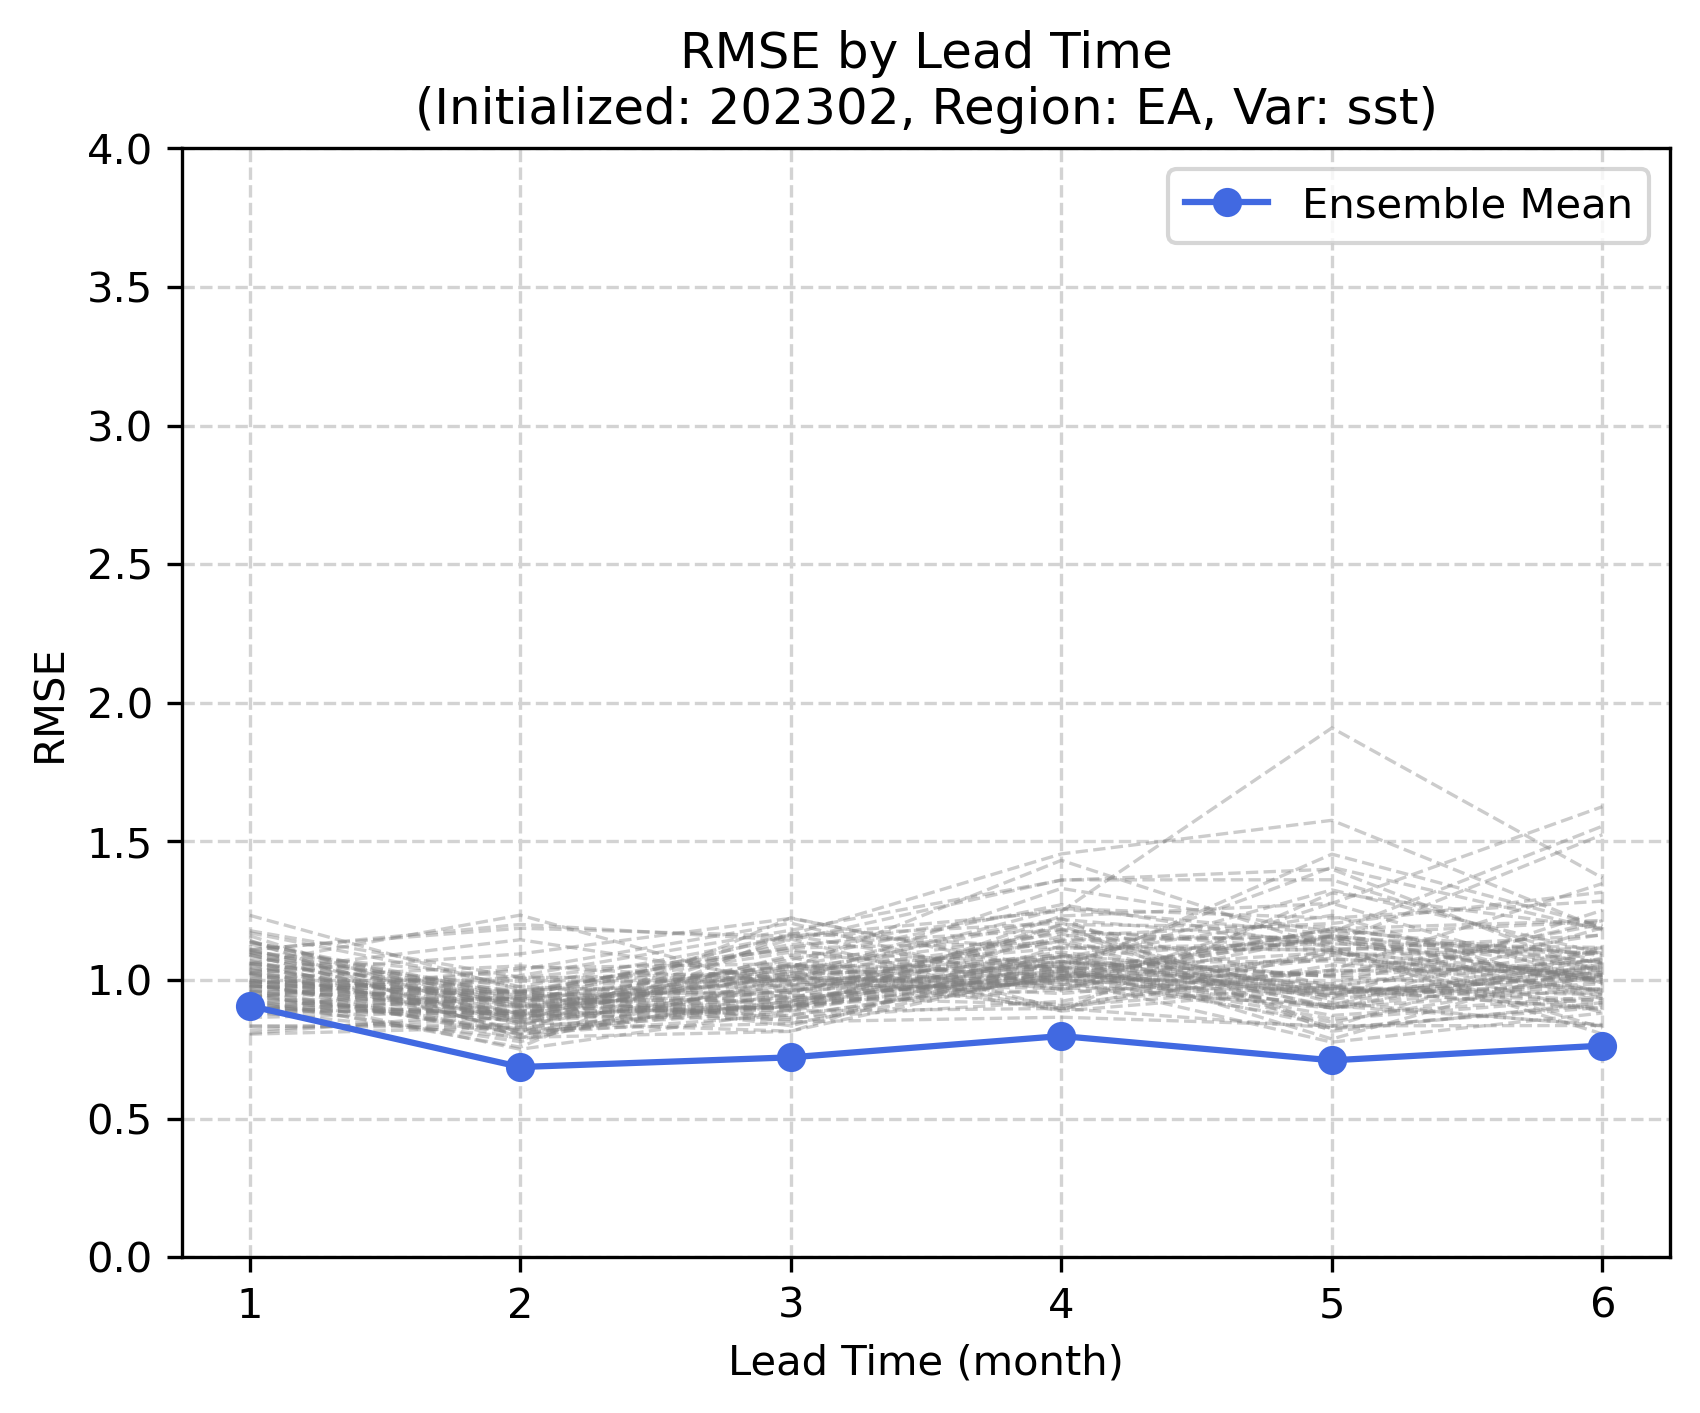 RMSE by Lead Time
(Initialized: 202302, Region: EA, Var: sst)
Ensemble Mean
4.0
3.5
3.0
2.5
2.0
1.5
1.0
0.5
0.0
RMSE
1 2 3 4 5 6
Lead Time (month)